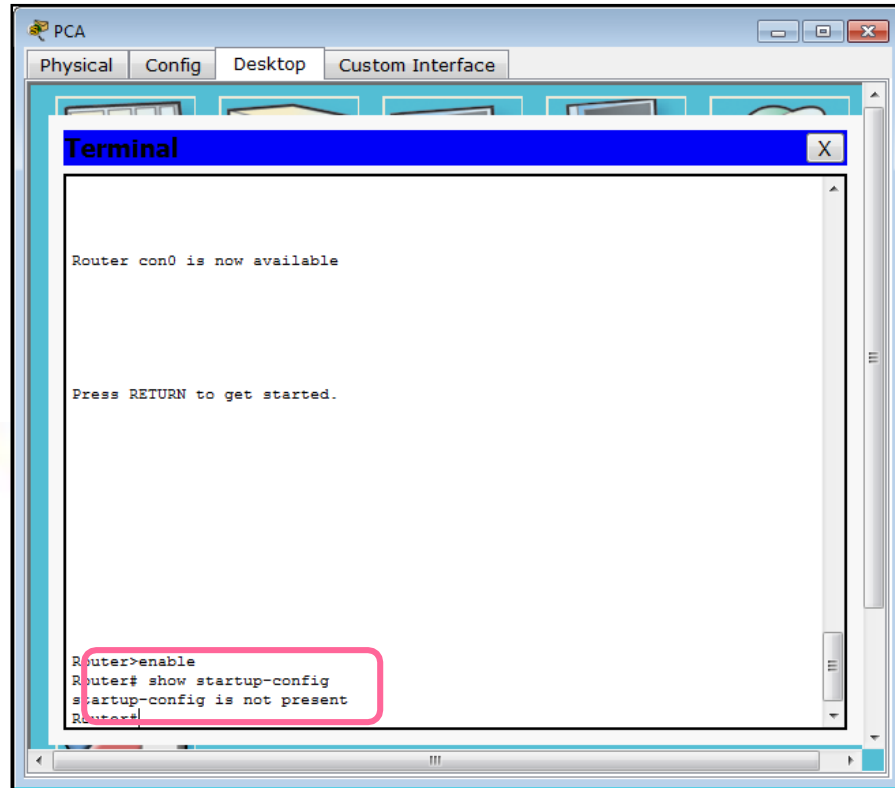 PCA
Physical Config Desktop Custom Interface
Terminal X
Router con0 is now available
Press RETURN to get started.
Router>enable
Router# show startup-config
startup-config is not present
Router#